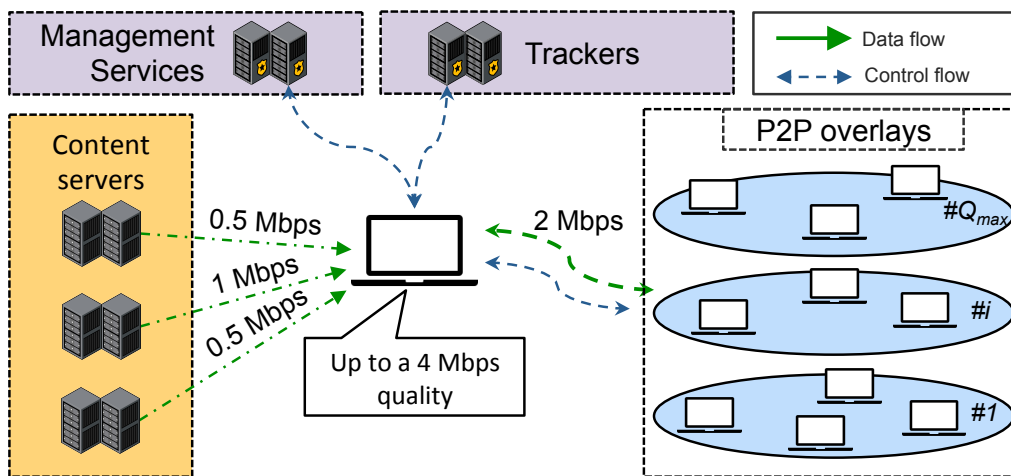 Management
Services
Trackers
Data flow
Control flow
Content
servers
P2P overlays
0.5 Mbps
1 Mbps
0.5 Mbps
2 Mbps
#Qmax
#i
#1
Up to a 4 Mbps
quality